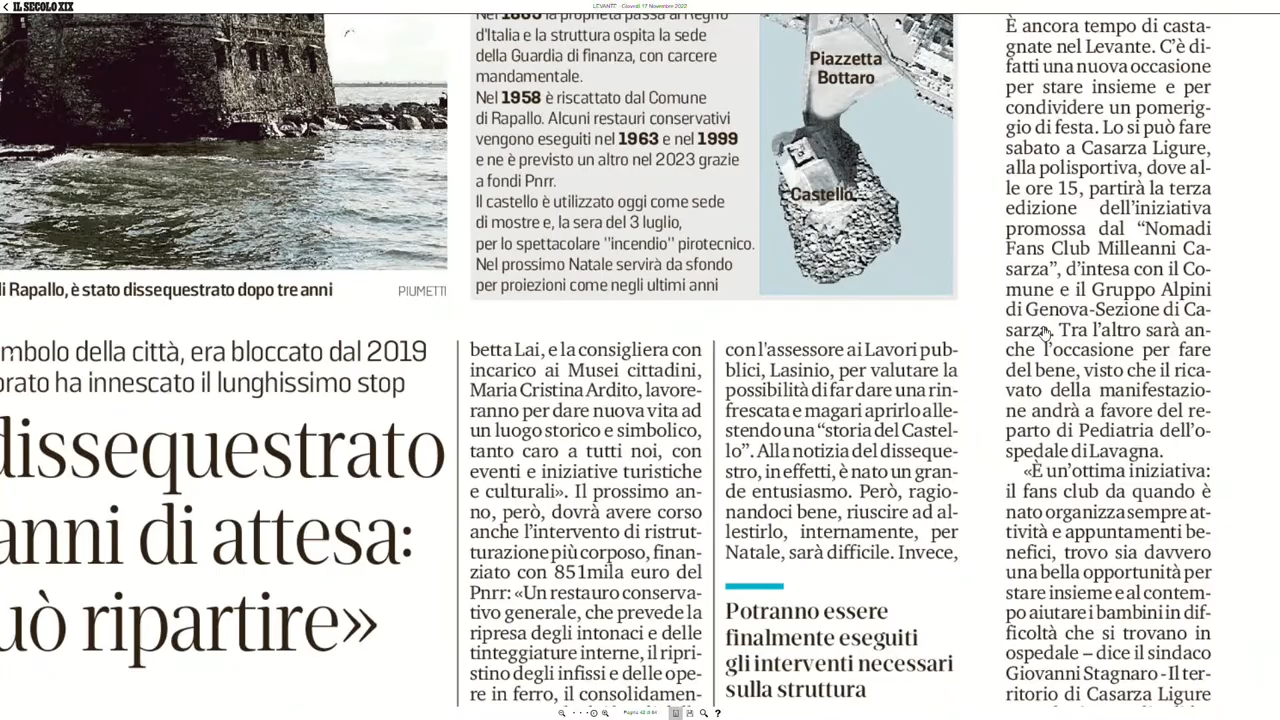 IL SECOLO XIX
LEVANTE - Giovedì 17 Novembre 2022
Nel 1865 la proprietà passa al Regno
d'Italia e la struttura ospita la sede
della Guardia di finanza, con carcere
mandamentale.
Nel 1958 è riscattato dal Comune
di Rapallo. Alcuni restauri conservativi
vengono eseguiti nel 1963 e nel 1999
e ne è previsto un altro nel 2023 grazie
a fondi Pnrr.
Il castello è utilizzato oggi come sede
di mostre e, la sera del 3 luglio,
per lo spettacolare "incendio" pirotecnico.
Nel prossimo Natale servirà da sfondo
per proiezioni come negli ultimi anni
Piazzetta
Bottaro
Castello
di Rapallo, è stato dissequestrato dopo tre anni
PIUMETTI
mbolo della città, era bloccato dal 2019
orato ha innescato il lunghissimo stop
dissequestrato
anni di attesa:
uò ripartire»
betta Lai, e la consigliera con
incarico ai Musei cittadini,
Maria Cristina Ardito, lavore-
ranno per dare nuova vita ad
un luogo storico e simbolico,
tanto caro a tutti noi, con
eventi e iniziative turistiche
e culturali». Il prossimo an-
no, però, dovrà avere corso
anche l'intervento di ristrut-
turazione più corposo, finan-
ziato con 851mila euro del
Pnrr: «Un restauro conserva-
tivo generale, che prevede la
ripresa degli intonaci e delle
tinteggiature interne, il ripri-
stino degli infissi e delle ope-
re in ferro, il consolidamen-
con l'assessore ai Lavori pub-
blici, Lasinio, per valutare la
possibilità di far dare una rin-
frescata e magari aprirlo alle-
stendo una “storia del Castel-
lo”. Alla notizia del disseque-
stro, in effetti, è nato un gran-
de entusiasmo. Però, ragio-
nandoci bene, riuscire ad al-
lestirlo, internamente, per
Natale, sarà difficile. Invece,
Potranno essere
finalmente eseguiti
gli interventi necessari
sulla struttura
È ancora tempo di casta-
gnate nel Levante. C'è di-
fatti una nuova occasione
per stare insieme e per
condividere un pomerig-
gio di festa. Lo si può fare
sabato a Casarza Ligure,
alla polisportiva, dove al-
le ore 15, partirà la terza
edizione dell'iniziativa
promossa dal “Nomadi
Fans Club Milleanni Ca-
sarza”, d'intesa con il Co-
mune e il Gruppo Alpini
di Genova-Sezione di Ca-
sarza. Tra l'altro sarà an-
che l'occasione per fare
del bene, visto che il rica-
vato della manifestazio-
ne andrà a favore del re-
parto di Pediatria dell'o-
spedale di Lavagna.
«È un'ottima iniziativa:
il fans club da quando è
nato organizza sempre at-
tività e appuntamenti be-
nefici, trovo sia davvero
una bella opportunità per
stare insieme e al contem-
po aiutare i bambini in dif-
ficoltà che si trovano in
ospedale – dice il sindaco
Giovanni Stagnaro - Il ter-
ritorio di Casarza Ligure